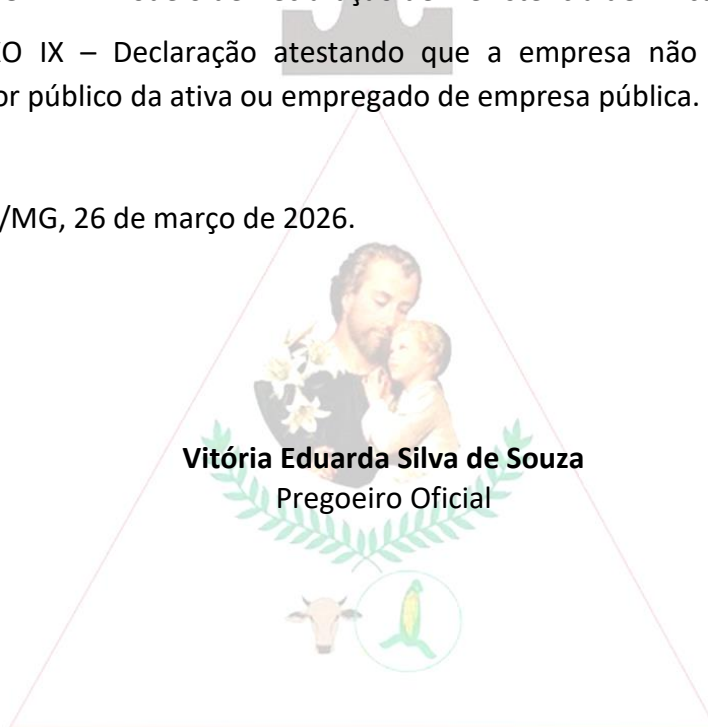 IX – Declaração atestando que a empresa não
público da ativa ou empregado de empresa pública.
/MG, 26 de março de 2026.
Vitória Eduarda Silva de Souza
Pregoeiro Oficial